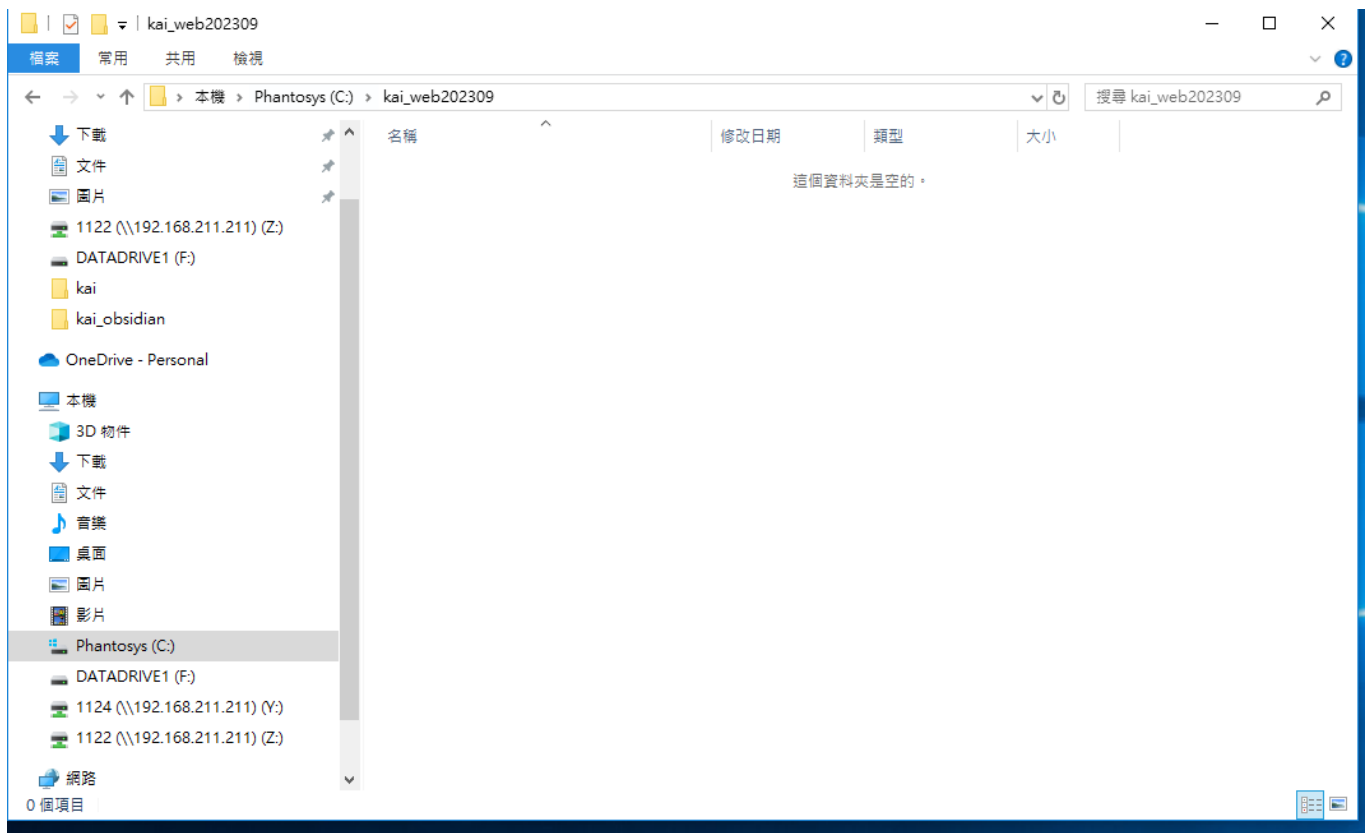 kai_web202309
檔案 常用 共用 檢視
本機 > Phantosys (C:) > kai_web202309 搜尋 kai_web202309
下載
文件
圖片
1122 (\\192.168.211.211) (Z:)
DATADRIVE1 (F:)
kai
kai_obsidian
OneDrive - Personal
本機
3D 物件
下載
文件
音樂
桌面
圖片
影片
Phantosys (C:)
DATADRIVE1 (F:)
1124 (\\192.168.211.211) (Y:)
1122 (\\192.168.211.211) (Z:)
網路
名稱 修改日期 類型 大小
這個資料夾是空的。
0 個項目